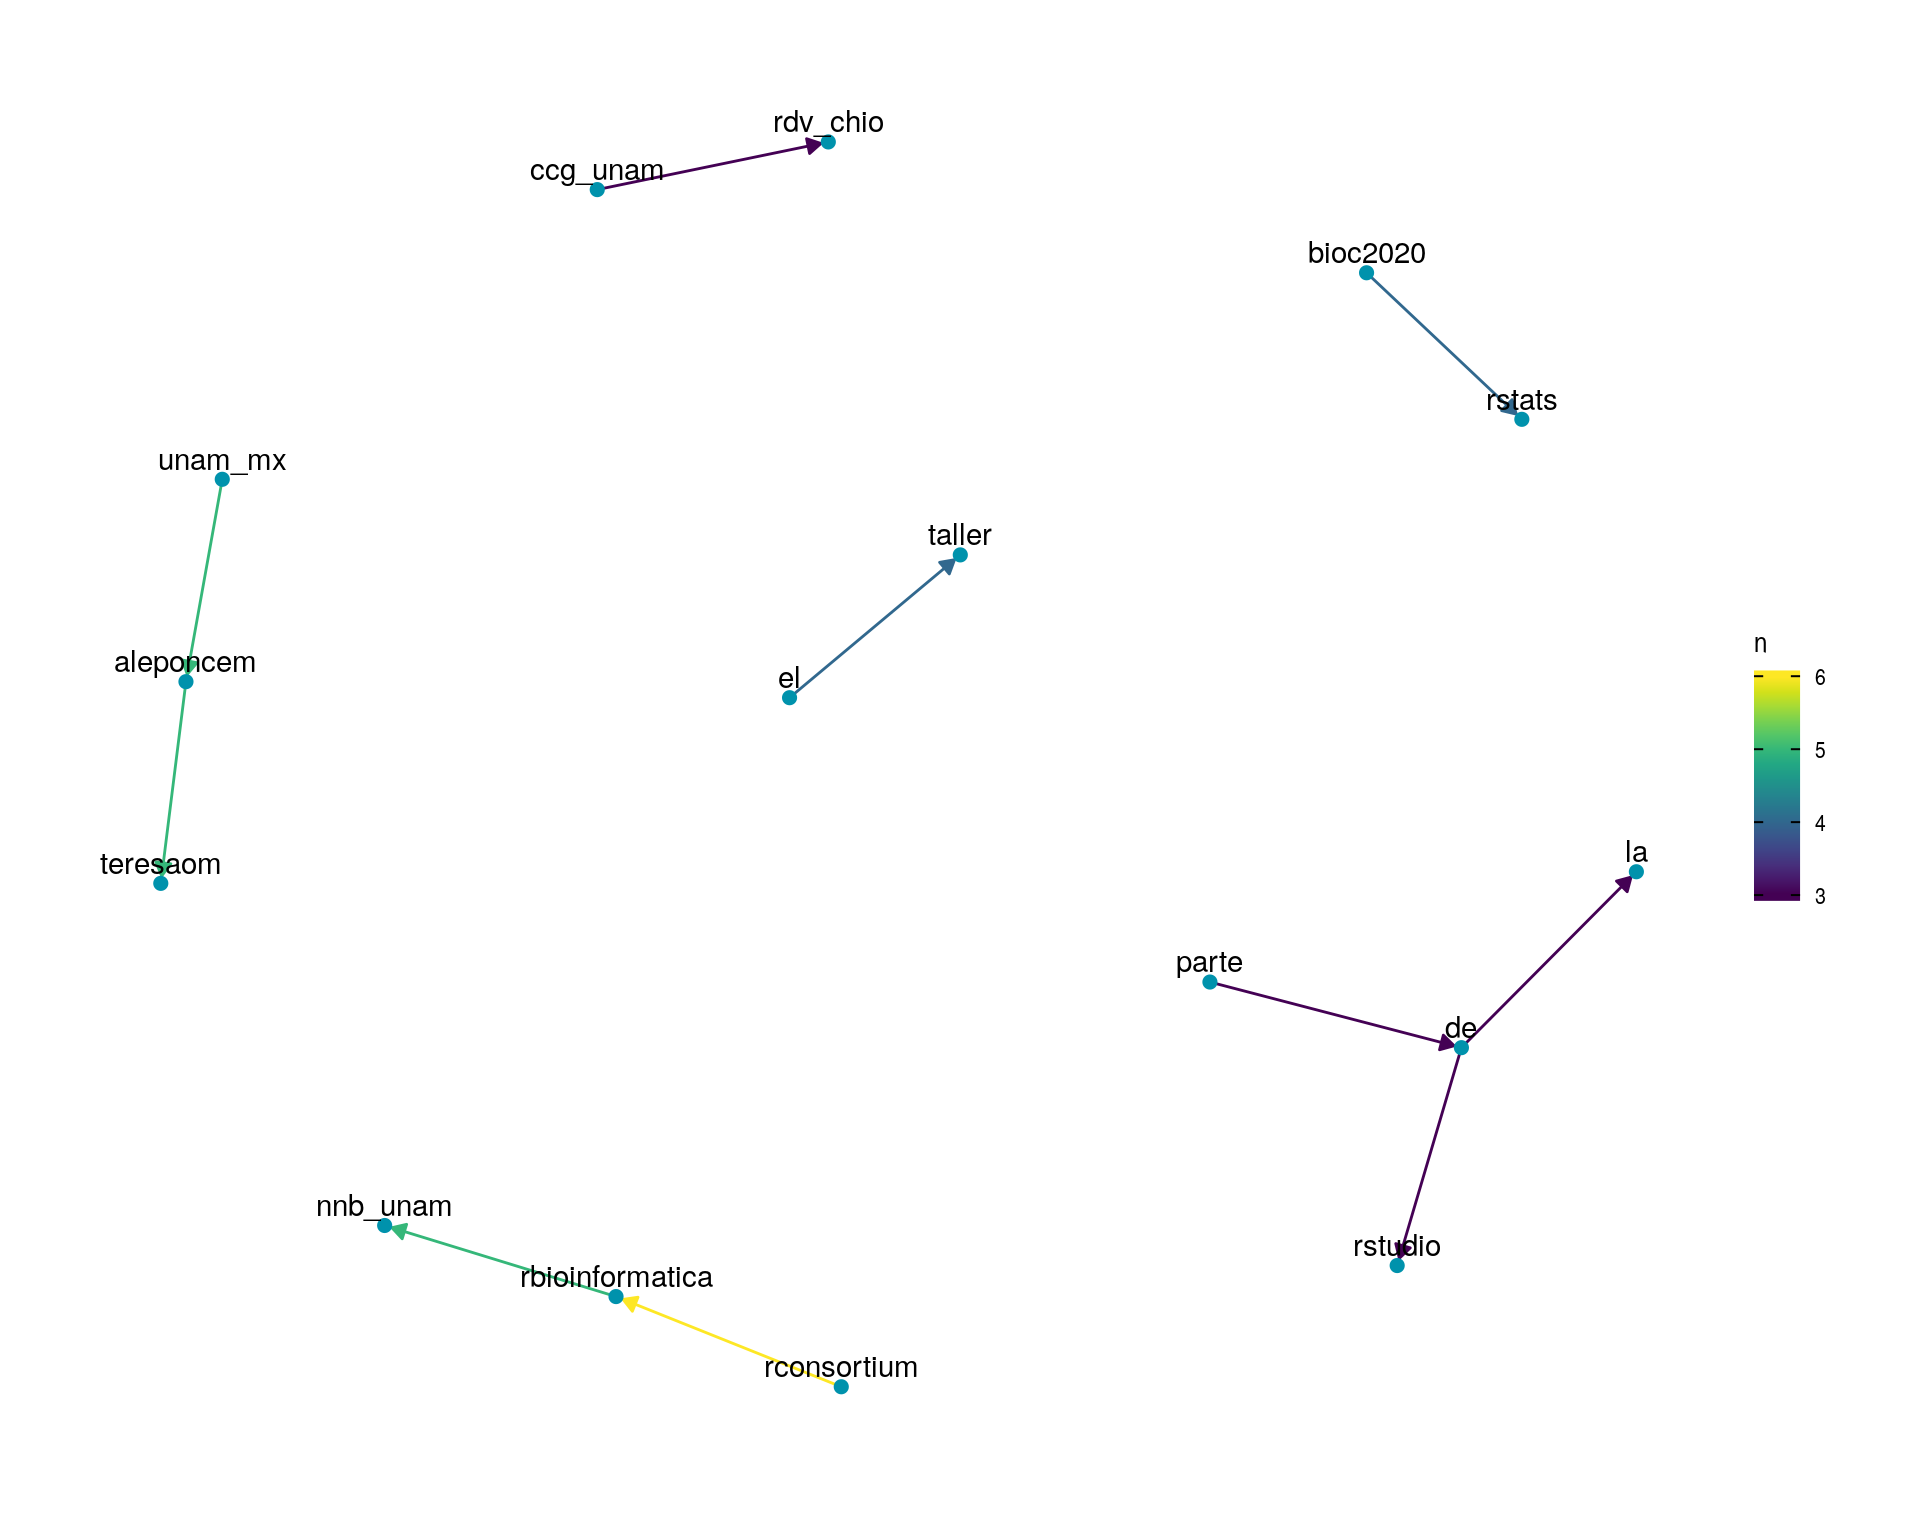 rdv_chio
ccg_unam
bioc2020
rstats
unam_mx
taller
n
aleponcem
6
el
5
4
la
teresaom
3
parte
de
nnb_unam
rstudio
rbioinformatica
rconsortium